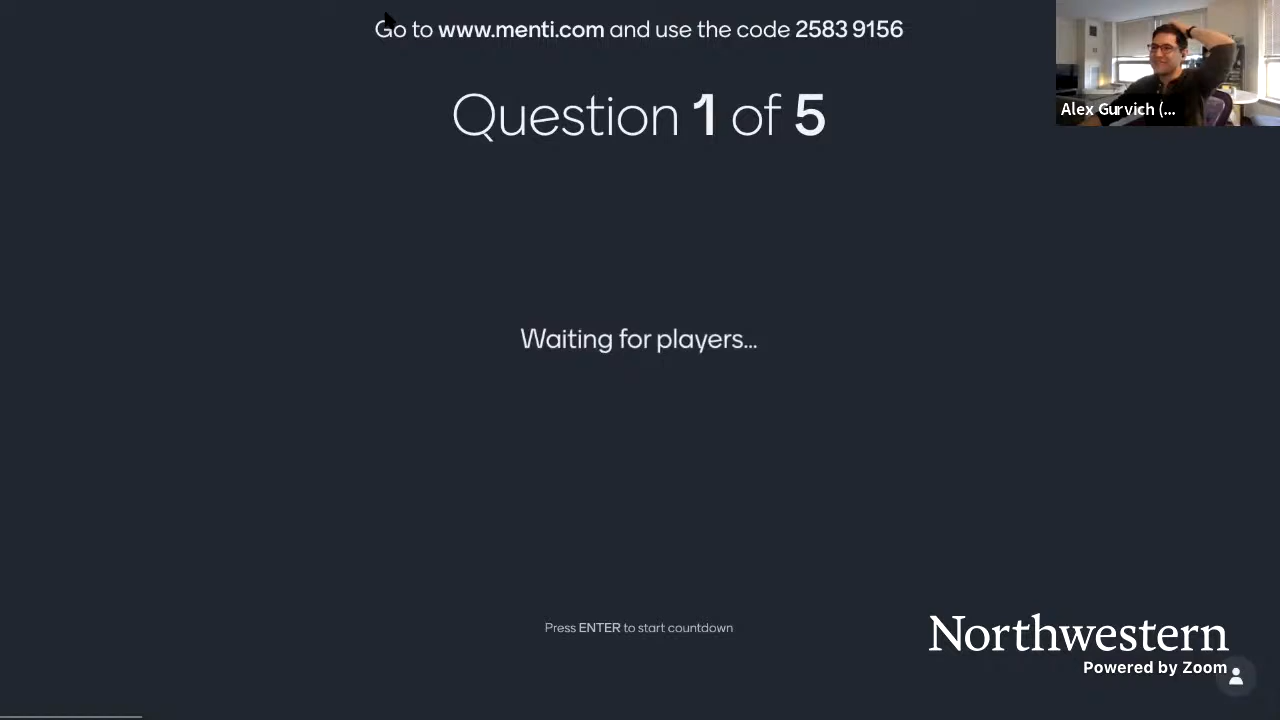 Go to www.menti.com and use the code 2583 9156
Question 1 of 5
Alex Gurvich (...
Waiting for players...
Press ENTER to start countdown
Northwestern
Powered by Zoom